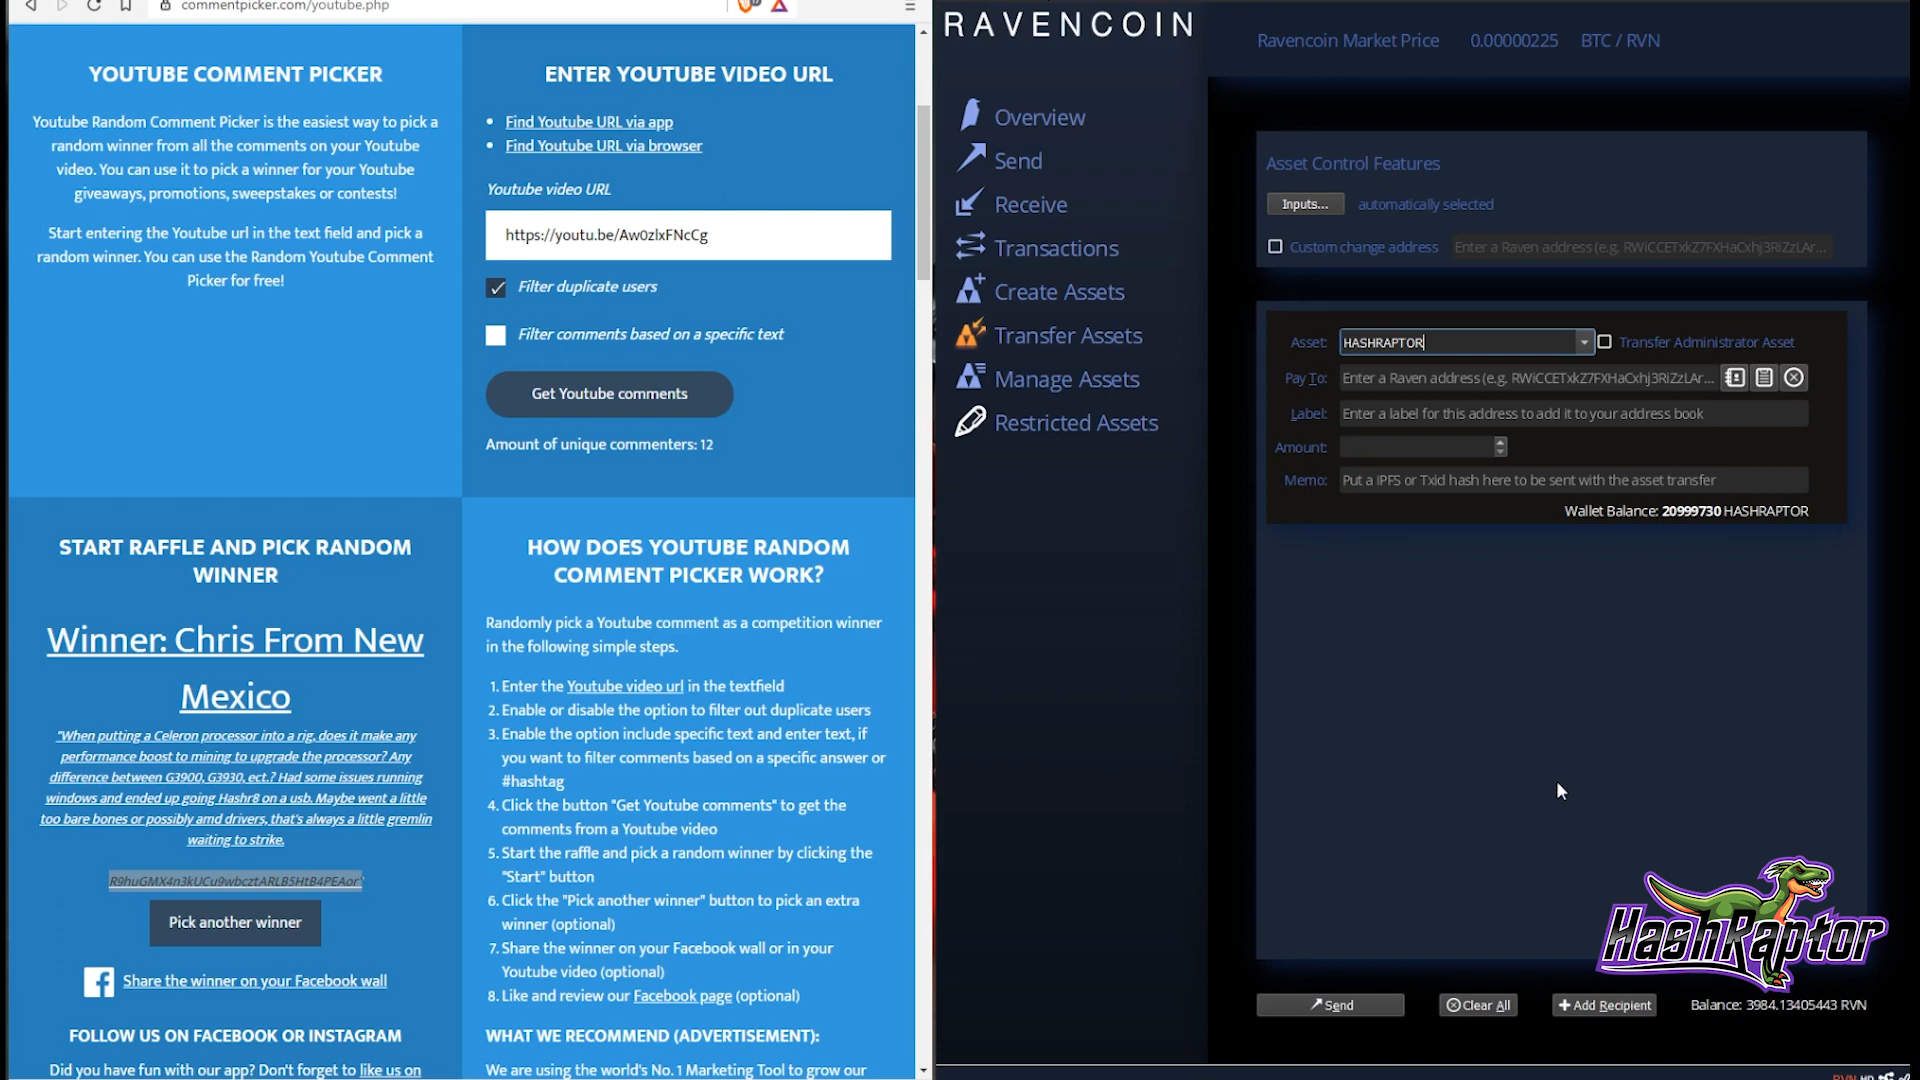 commentpicker.com/youtube.php
YOUTUBE COMMENT PICKER
Youtube Random Comment Picker is the easiest way to pick a
random winner from all the comments on your Youtube
video. You can use it to pick a winner for your Youtube
giveaways, promotions, sweepstakes or contests!
Start entering the Youtube url in the text field and pick a
random winner. You can use the Random Youtube Comment
Picker for free!
ENTER YOUTUBE VIDEO URL
Find Youtube URL via app
Find Youtube URL via browser
Youtube video URL
https://youtu.be/Aw0zlxFNcCg
Filter duplicate users
Filter comments based on a specific text
Get Youtube comments
Amount of unique commenters: 12
START RAFFLE AND PICK RANDOM
WINNER
Winner: Chris From New
Mexico
"When putting a Celeron processor into a rig, does it make any
performance boost to mining to upgrade the processor? Any
difference between G3900, G3930, ect.? Had some issues running
windows and ended up going Hashr8 on a usb. Maybe went a little
too bare bones or possibly amd drivers, that's always a little gremlin
waiting to strike.
R9huGMX4n3kUCu9wbcztARLB5HtB4PEAor"
Pick another winner
Share the winner on your Facebook wall
FOLLOW US ON FACEBOOK OR INSTAGRAM
Did you have fun with our app? Don't forget to like us on
HOW DOES YOUTUBE RANDOM
COMMENT PICKER WORK?
Randomly pick a Youtube comment as a competition winner
in the following simple steps.
1. Enter the Youtube video url in the textfield
2. Enable or disable the option to filter out duplicate users
3. Enable the option include specific text and enter text, if
you want to filter comments based on a specific answer or
#hashtag
4. Click the button "Get Youtube comments" to get the
comments from a Youtube video
5. Start the raffle and pick a random winner by clicking the
"Start" button
6. Click the "Pick another winner" button to pick an extra
winner (optional)
7. Share the winner on your Facebook wall or in your
Youtube video (optional)
8. Like and review our Facebook page (optional)
WHAT WE RECOMMEND (ADVERTISEMENT):
We are using the world's No. 1 Marketing Tool to grow our
RAVENCOIN
Overview
Send
Receive
Transactions
Create Assets
Transfer Assets
Manage Assets
Restricted Assets
Ravencoin Market Price 0.00000225 BTC / RVN
Asset Control Features
Inputs... automatically selected
Custom change address Enter a Raven address (e.g. RWiCCETxkZ7FXHaCxhj3RiZzLAr...
Asset: HASHRAPTOR Transfer Administrator Asset
Pay To: Enter a Raven address (e.g. RWiCCETxkZ7FXHaCxhj3RiZzLAr...
Label: Enter a label for this address to add it to your address book
Amount:
Memo: Put a IPFS or Txid hash here to be sent with the asset transfer
Wallet Balance: 20999730 HASHRAPTOR
HashRaptor
Send Clear All Add Recipient Balance: 3984.13405443 RVN